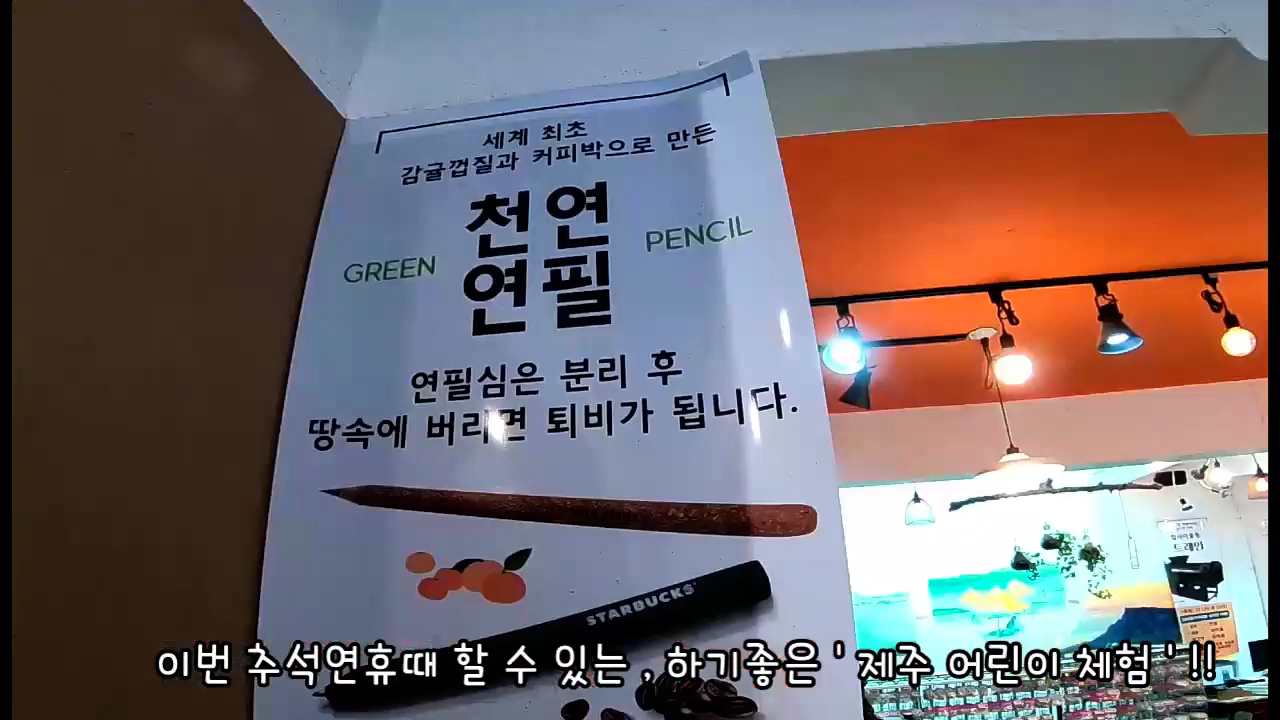 세계 최초
감귤껍질과 커피박으로 만든
천연
GREEN
PENCIL
연필
연필심은 분리 후
땅속에 버리면 퇴비가 됩니다.
STARBUCKS
트레인
이번 추석연휴때 할 수 있는 , 하기좋은 ' 제주 어린이 체험 ' !!